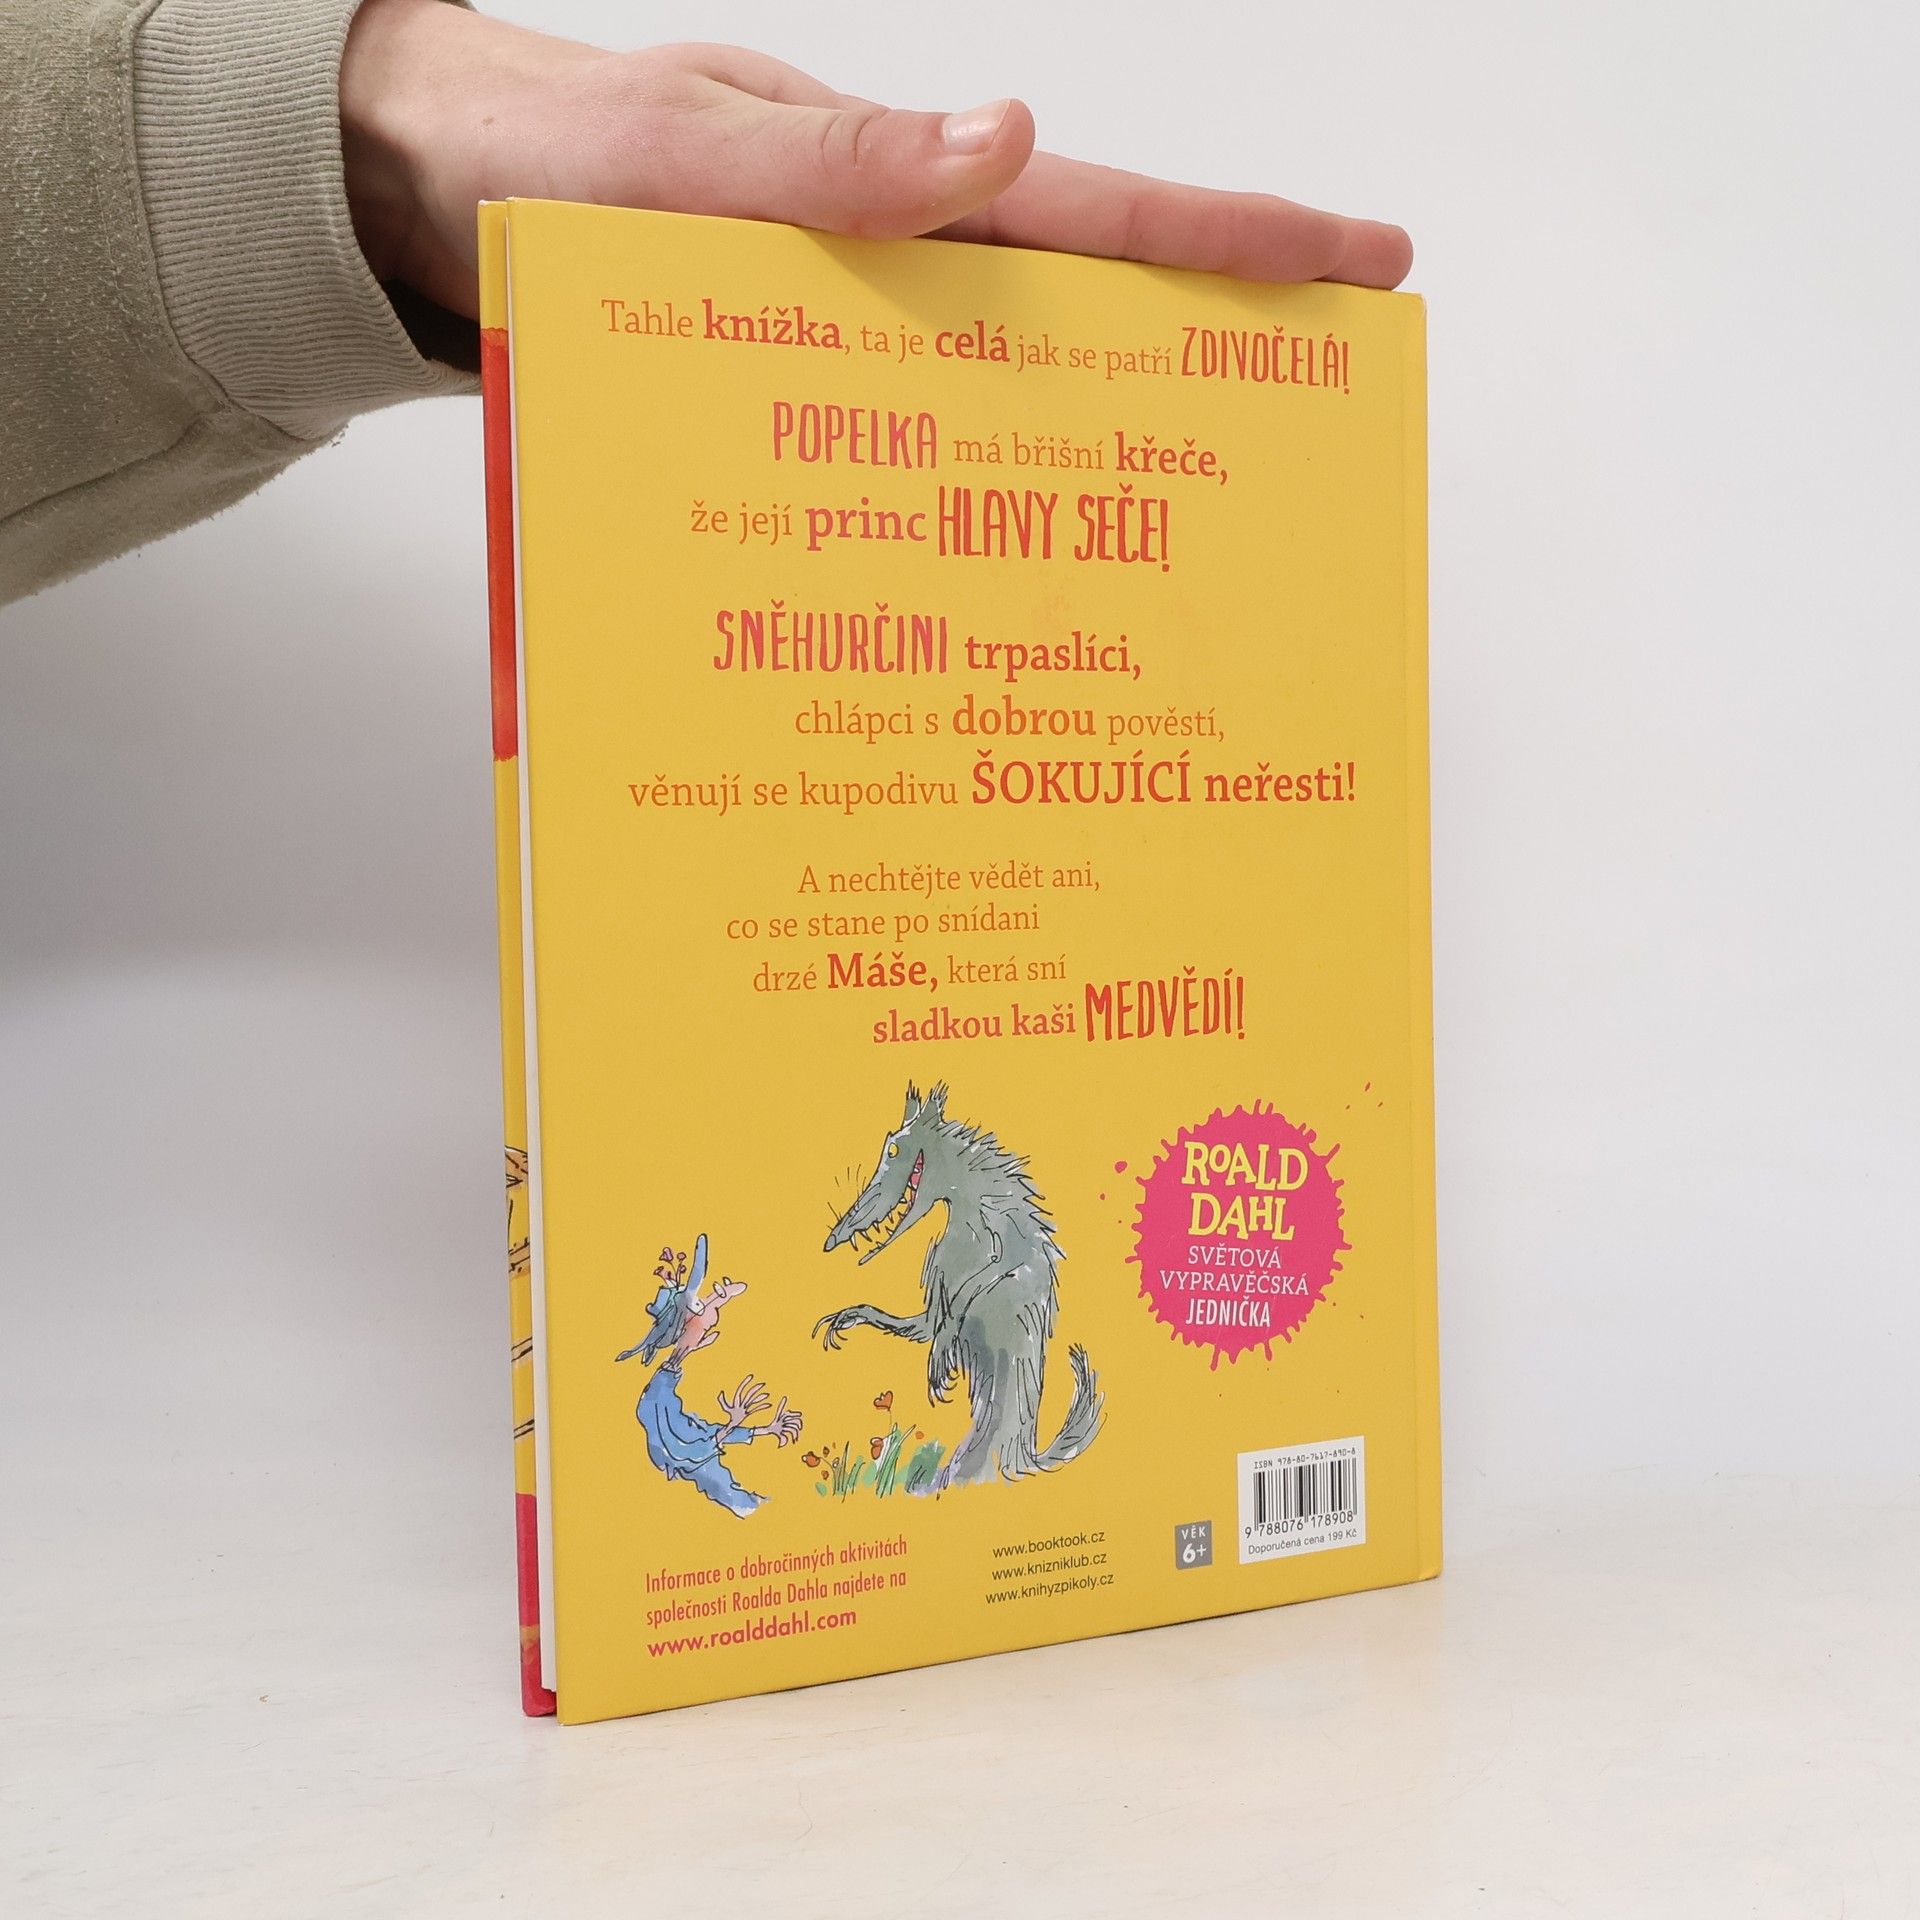 Tahle knížka, ta je celá jak se patří ZDIVOČELÁ!
POPELKA má břišní křeče,
že její princ HLAVY SEČE!
SNĚHURČINI trpaslíci,
chlápci s dobrou pověstí,
věnují se kupodivu ŠOKUJÍCÍ neřesti!
A nechtějte vědět ani,
co se stane po snídani
drzé Máše, která sní
sladkou kaši MEDVĚDÍ!
ROALD
DAHL
SVĚTOVÁ
VYPRAVĚČSKÁ
JEDNIČKA
Informace o dobročinných aktivitách
společnosti Roalda Dahla najdete na
www.roalddahl.com
www.booktook.cz
www.knizniklub.cz
www.knihyzpikoly.cz
VĚK
6+
ISBN 978-80-7617-890-8
9 788076 178908
Doporučená cena 199 Kč